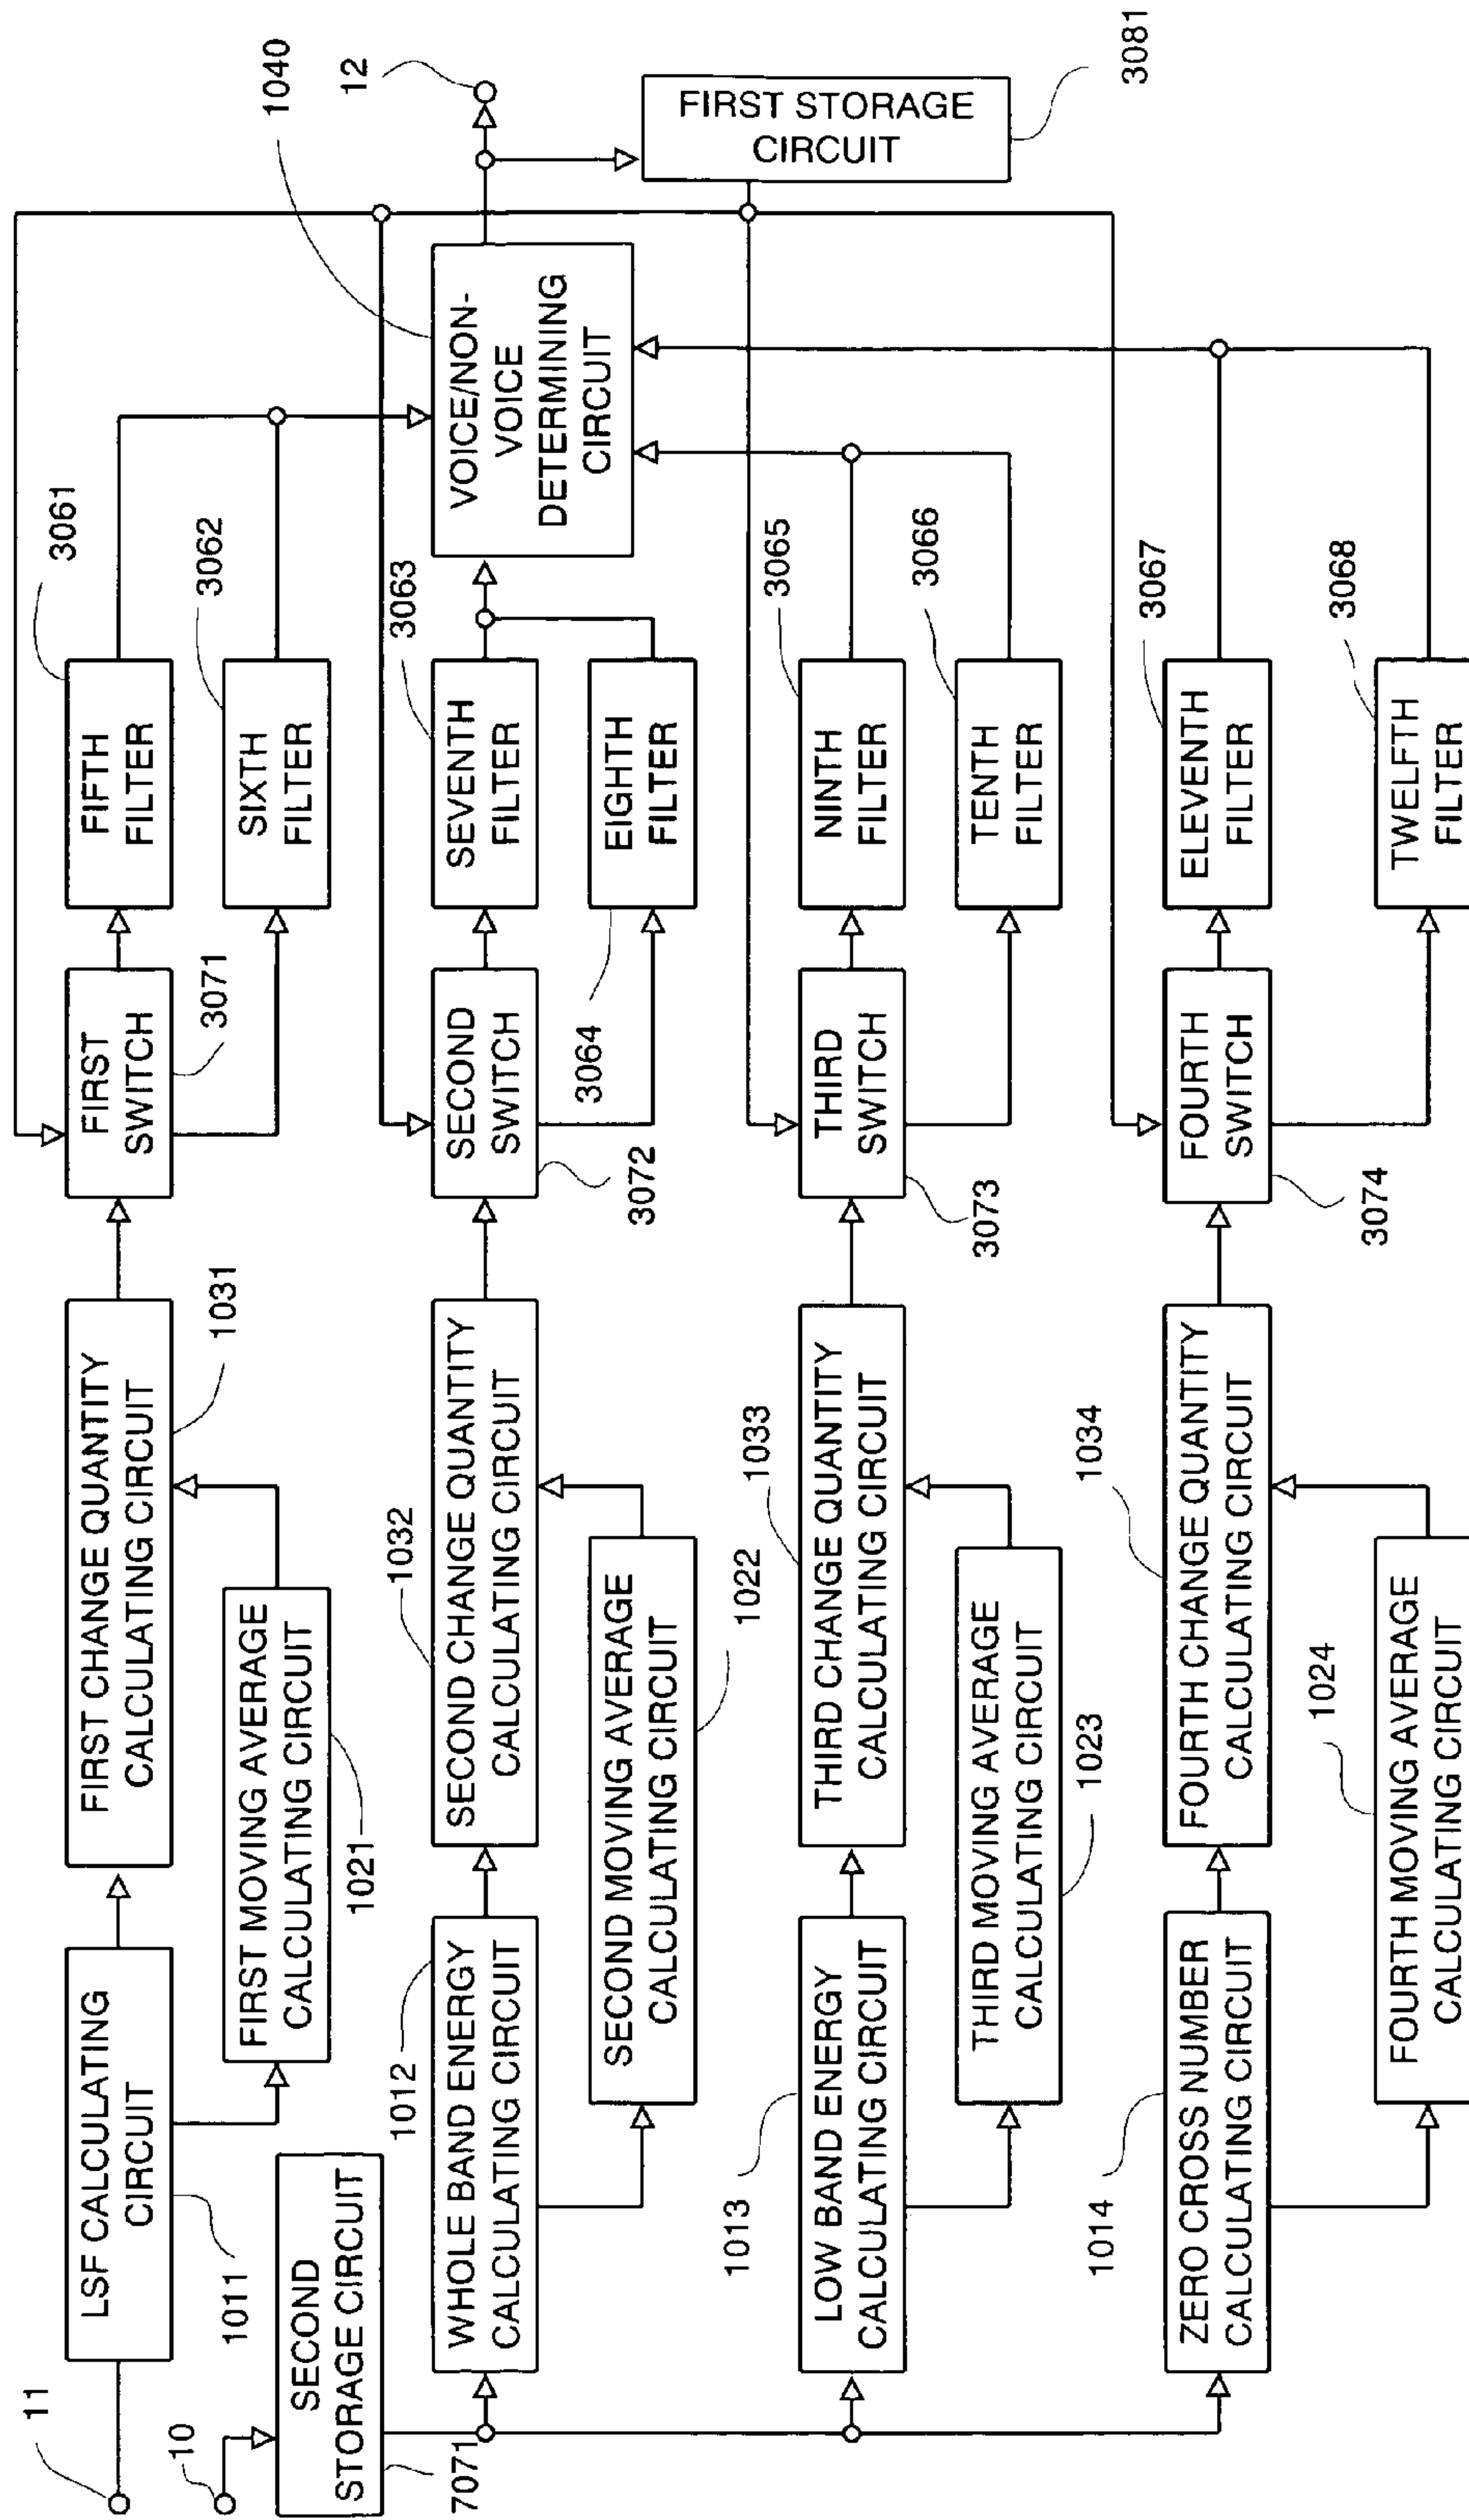 11
LSF CALCULATING
CIRCUIT
1011
FIRST CHANGE QUANTITY
CALCULATING CIRCUIT
1031
FIRST MOVING AVERAGE
CALCULATING CIRCUIT
1021
FIRST
SWITCH
3071
FIFTH
FILTER
3061
SIXTH
FILTER
3062
10
SECOND
STORAGE CIRCUIT
7071
WHOLE BAND ENERGY
CALCULATING CIRCUIT
1012
SECOND CHANGE QUANTITY
CALCULATING CIRCUIT
1032
SECOND MOVING AVERAGE
CALCULATING CIRCUIT
1022
SECOND
SWITCH
3072
SEVENTH
FILTER
3063
EIGHTH
FILTER
3064
VOICE/NON-
VOICE
DETERMINING
CIRCUIT
1040
12
FIRST STORAGE
CIRCUIT
3081
LOW BAND ENERGY
CALCULATING CIRCUIT
1013
THIRD CHANGE QUANTITY
CALCULATING CIRCUIT
1033
THIRD MOVING AVERAGE
CALCULATING CIRCUIT
1023
THIRD
SWITCH
3073
NINTH
FILTER
3065
TENTH
FILTER
3066
ZERO CROSS NUMBER
CALCULATING CIRCUIT
1014
FOURTH CHANGE QUANTITY
CALCULATING CIRCUIT
1034
FOURTH MOVING AVERAGE
CALCULATING CIRCUIT
1024
FOURTH
SWITCH
3074
ELEVENTH
FILTER
3067
TWELFTH
FILTER
3068